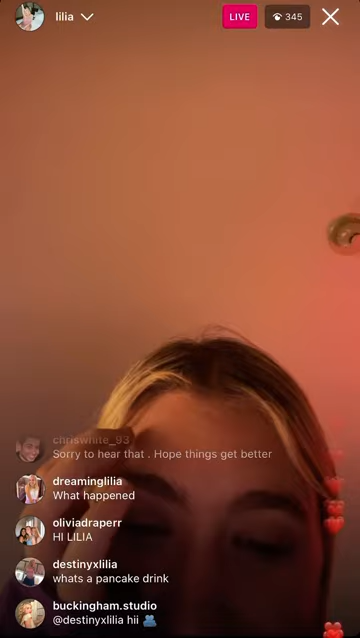 lilia
LIVE
345
chriswhite_93
Sorry to hear that . Hope things get better
dreaminglilia
What happened
oliviadraperr
HI LILIA
destinyxlilia
whats a pancake drink
buckingham.studio
@destinyxlilia hii 🫂